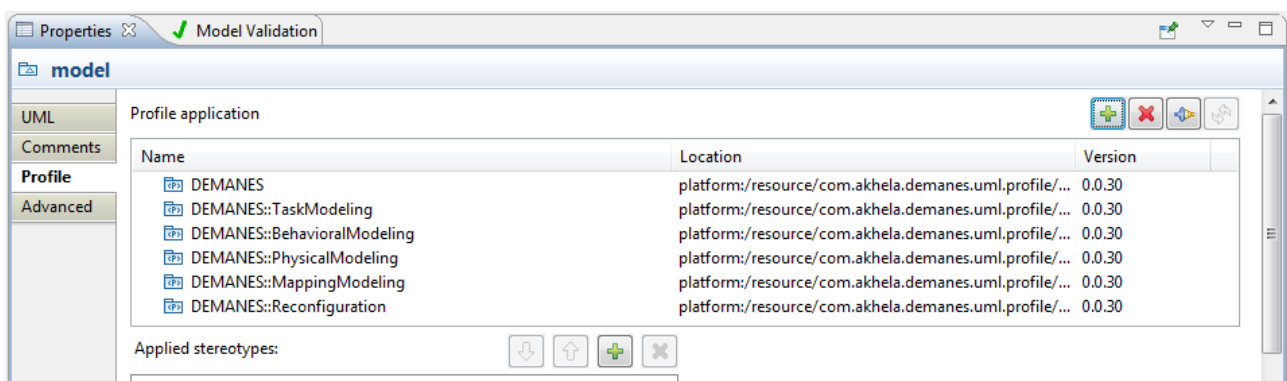 Properties Model Validation
model
UML
Comments
Profile
Advanced
Profile application
Name Location Version
DEMANES platform:/resource/com.akhela.demanes.uml.profile/... 0.0.30
DEMANES::TaskModeling platform:/resource/com.akhela.demanes.uml.profile/... 0.0.30
DEMANES::BehavioralModeling platform:/resource/com.akhela.demanes.uml.profile/... 0.0.30
DEMANES::PhysicalModeling platform:/resource/com.akhela.demanes.uml.profile/... 0.0.30
DEMANES::MappingModeling platform:/resource/com.akhela.demanes.uml.profile/... 0.0.30
DEMANES::Reconfiguration platform:/resource/com.akhela.demanes.uml.profile/... 0.0.30
Applied stereotypes: